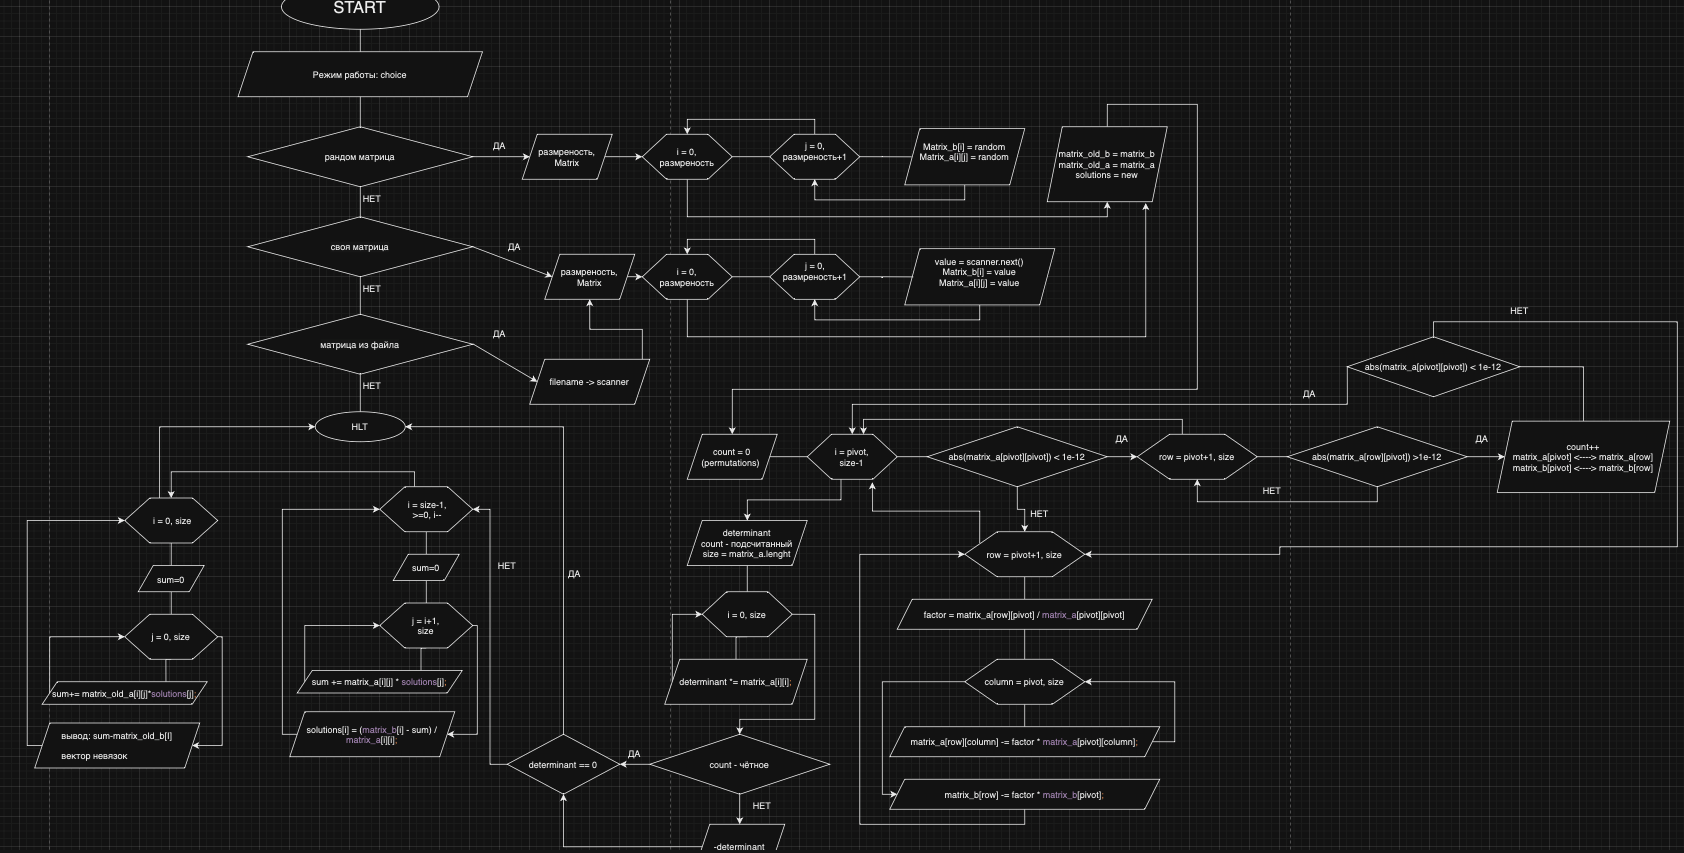 START
Режим работы: choice
рандом матрица
ДА
размреность,
Matrix
i = 0,
размреность
j = 0,
размреность+1
Matrix_b[i] = random
Matrix_a[i][j] = random
matrix_old_b = matrix_b
matrix_old_a = matrix_a
solutions = new
НЕТ
своя матрица
ДА
размреность,
Matrix
i = 0,
размреность
j = 0,
размреность+1
value = scanner.next()
Matrix_b[i] = value
Matrix_a[i][j] = value
НЕТ
матрица из файла
ДА
filename -> scanner
НЕТ
HLT
НЕТ
abs(matrix_a[pivot][pivot]) < 1e-12
ДА
count = 0
(permutations)
i = pivot,
size-1
abs(matrix_a[pivot][pivot]) < 1e-12
ДА
row = pivot+1, size
abs(matrix_a[row][pivot]) >1e-12
ДА
count++
matrix_a[pivot] <----> matrix_a[row]
matrix_b[pivot] <----> matrix_b[row]
НЕТ
НЕТ
i = 0, size
sum=0
j = 0, size
sum+= matrix_old_a[i][j]*solutions[j];
вывод: sum-matrix_old_b[I]
вектор невязок
i = size-1,
>=0, i--
sum=0
j = i+1,
size
sum += matrix_a[i][j] * solutions[j];
solutions[i] = (matrix_b[i] - sum) /
matrix_a[i][i];
НЕТ
ДА
determinant
count - подсчитанный
size = matrix_a.lenght
i = 0, size
determinant *= matrix_a[i][i];
determinant == 0
ДА
count - чётное
НЕТ
-determinant
row = pivot+1, size
factor = matrix_a[row][pivot] / matrix_a[pivot][pivot]
column = pivot, size
matrix_a[row][column] -= factor * matrix_a[pivot][column];
matrix_b[row] -= factor * matrix_b[pivot];